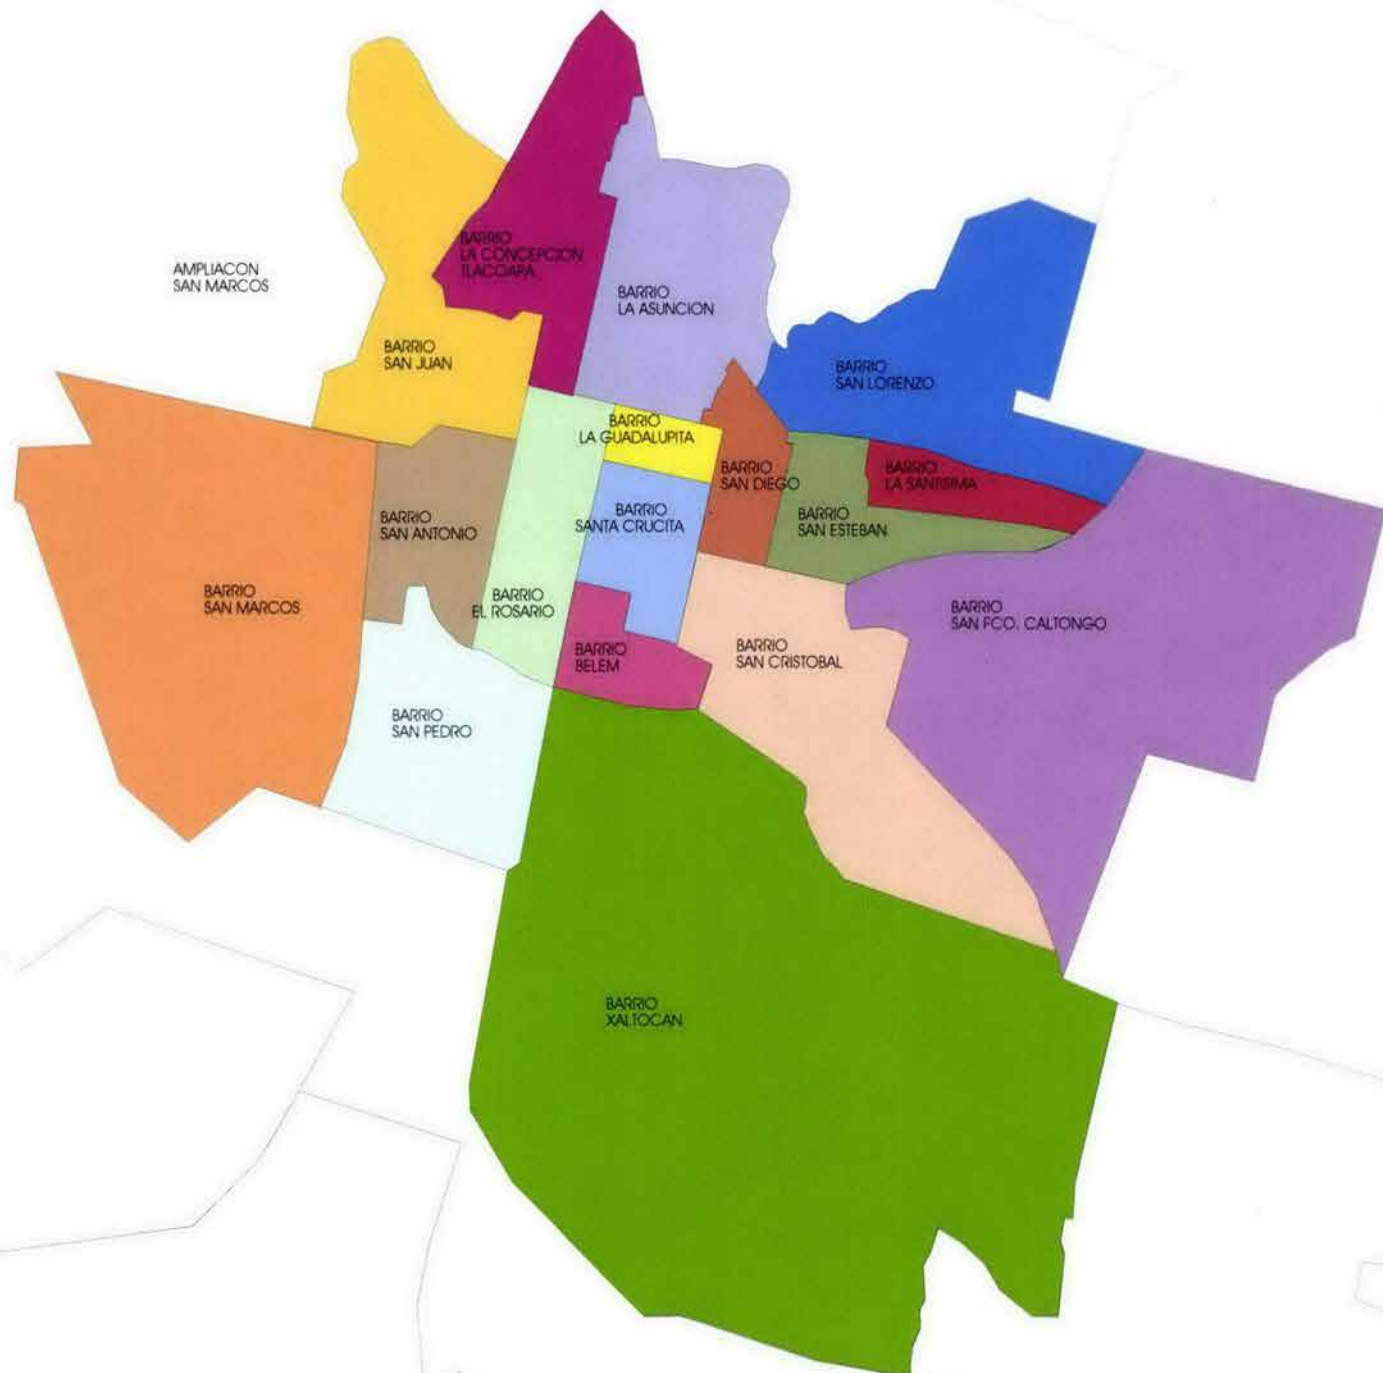 BARRIO
LA CONCEPCION
TLACOAPA
AMPLIACON
SAN MARCOS
BARRIO
LA ASUNCION
BARRIO
SAN JUAN
BARRIO
SAN LORENZO
BARRIO
LA GUADALUPITA
BARRIO
SAN DIEGO
BARRIO
LA SANTISIMA
BARRIO
SAN ANTONIO
BARRIO
SANTA CRUCITA
BARRIO
SAN ESTEBAN
BARRIO
SAN MARCOS
BARRIO
EL ROSARIO
BARRIO
SAN FCO. CALTONGO
BARRIO
BELEM
BARRIO
SAN CRISTOBAL
BARRIO
SAN PEDRO
BARRIO
XALTOCAN